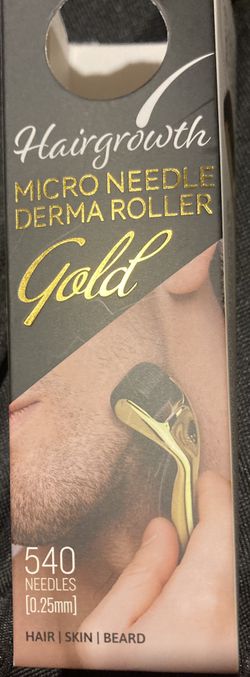 Hairgrowth
MICRO NEEDLE
DERMA ROLLER
Gold
540
NEEDLES
[0.25mm]
HAIR | SKIN | BEARD